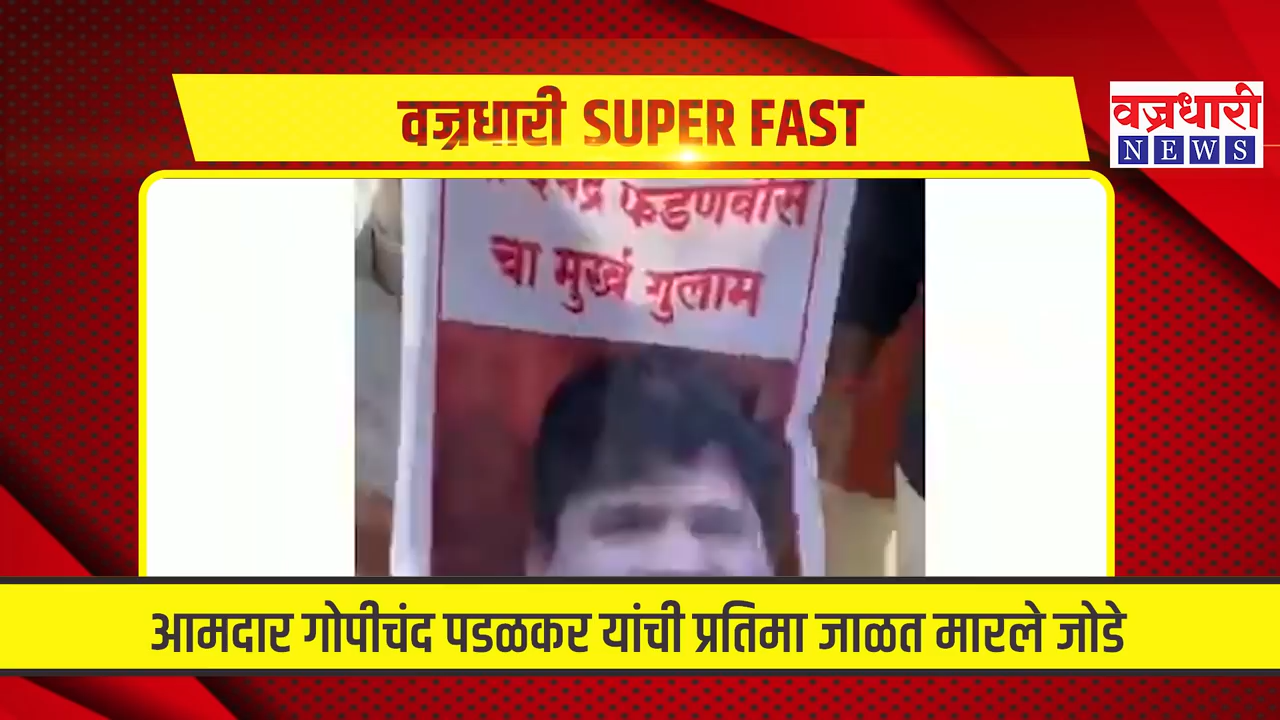 वज्रधारी SUPER FAST
वज्रधारी
NEWS
फडणवीस
चा मुर्ख गुलाम
आमदार गोपीचंद पडळकर यांची प्रतिमा जाळत मारले जोडे